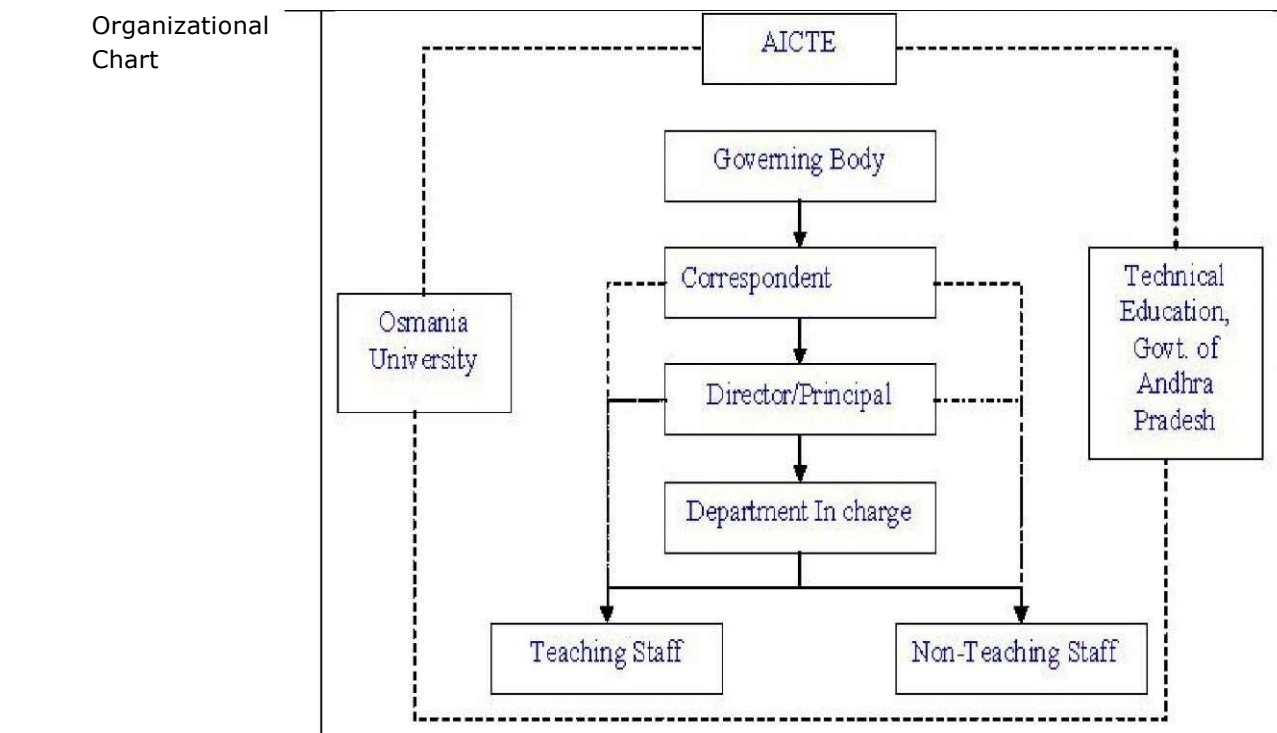 Organizational
Chart
AICTE
Governing Body
Correspondent
Osmania
University
Technical
Education,
Govt. of
Andhra
Pradesh
Director/Principal
Department In charge
Teaching Staff
Non-Teaching Staff